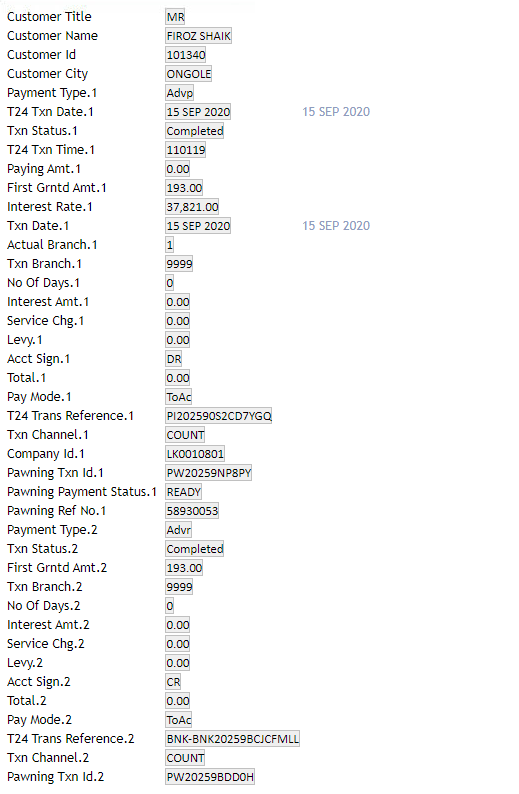 Customer Title MR
Customer Name FIROZ SHAIK
Customer Id 101340
Customer City ONGOLE
Payment Type.1 Advp
T24 Txn Date.1 15 SEP 2020 15 SEP 2020
Txn Status.1 Completed
T24 Txn Time.1 110119
Paying Amt.1 0.00
First Grntd Amt.1 193.00
Interest Rate.1 37,821.00
Txn Date.1 15 SEP 2020 15 SEP 2020
Actual Branch.1 1
Txn Branch.1 9999
No Of Days.1 0
Interest Amt.1 0.00
Service Chg.1 0.00
Levy.1 0.00
Acct Sign.1 DR
Total.1 0.00
Pay Mode.1 ToAc
T24 Trans Reference.1 PI202590S2CD7YGQ
Txn Channel.1 COUNT
Company Id.1 LK0010801
Pawning Txn Id.1 PW20259NP8PY
Pawning Payment Status.1 READY
Pawning Ref No.1 58930053
Payment Type.2 Advr
Txn Status.2 Completed
First Grntd Amt.2 193.00
Txn Branch.2 9999
No Of Days.2 0
Interest Amt.2 0.00
Service Chg.2 0.00
Levy.2 0.00
Acct Sign.2 CR
Total.2 0.00
Pay Mode.2 ToAc
T24 Trans Reference.2 BNK-BNK20259BCJCFMLL
Txn Channel.2 COUNT
Pawning Txn Id.2 PW20259BDD0H